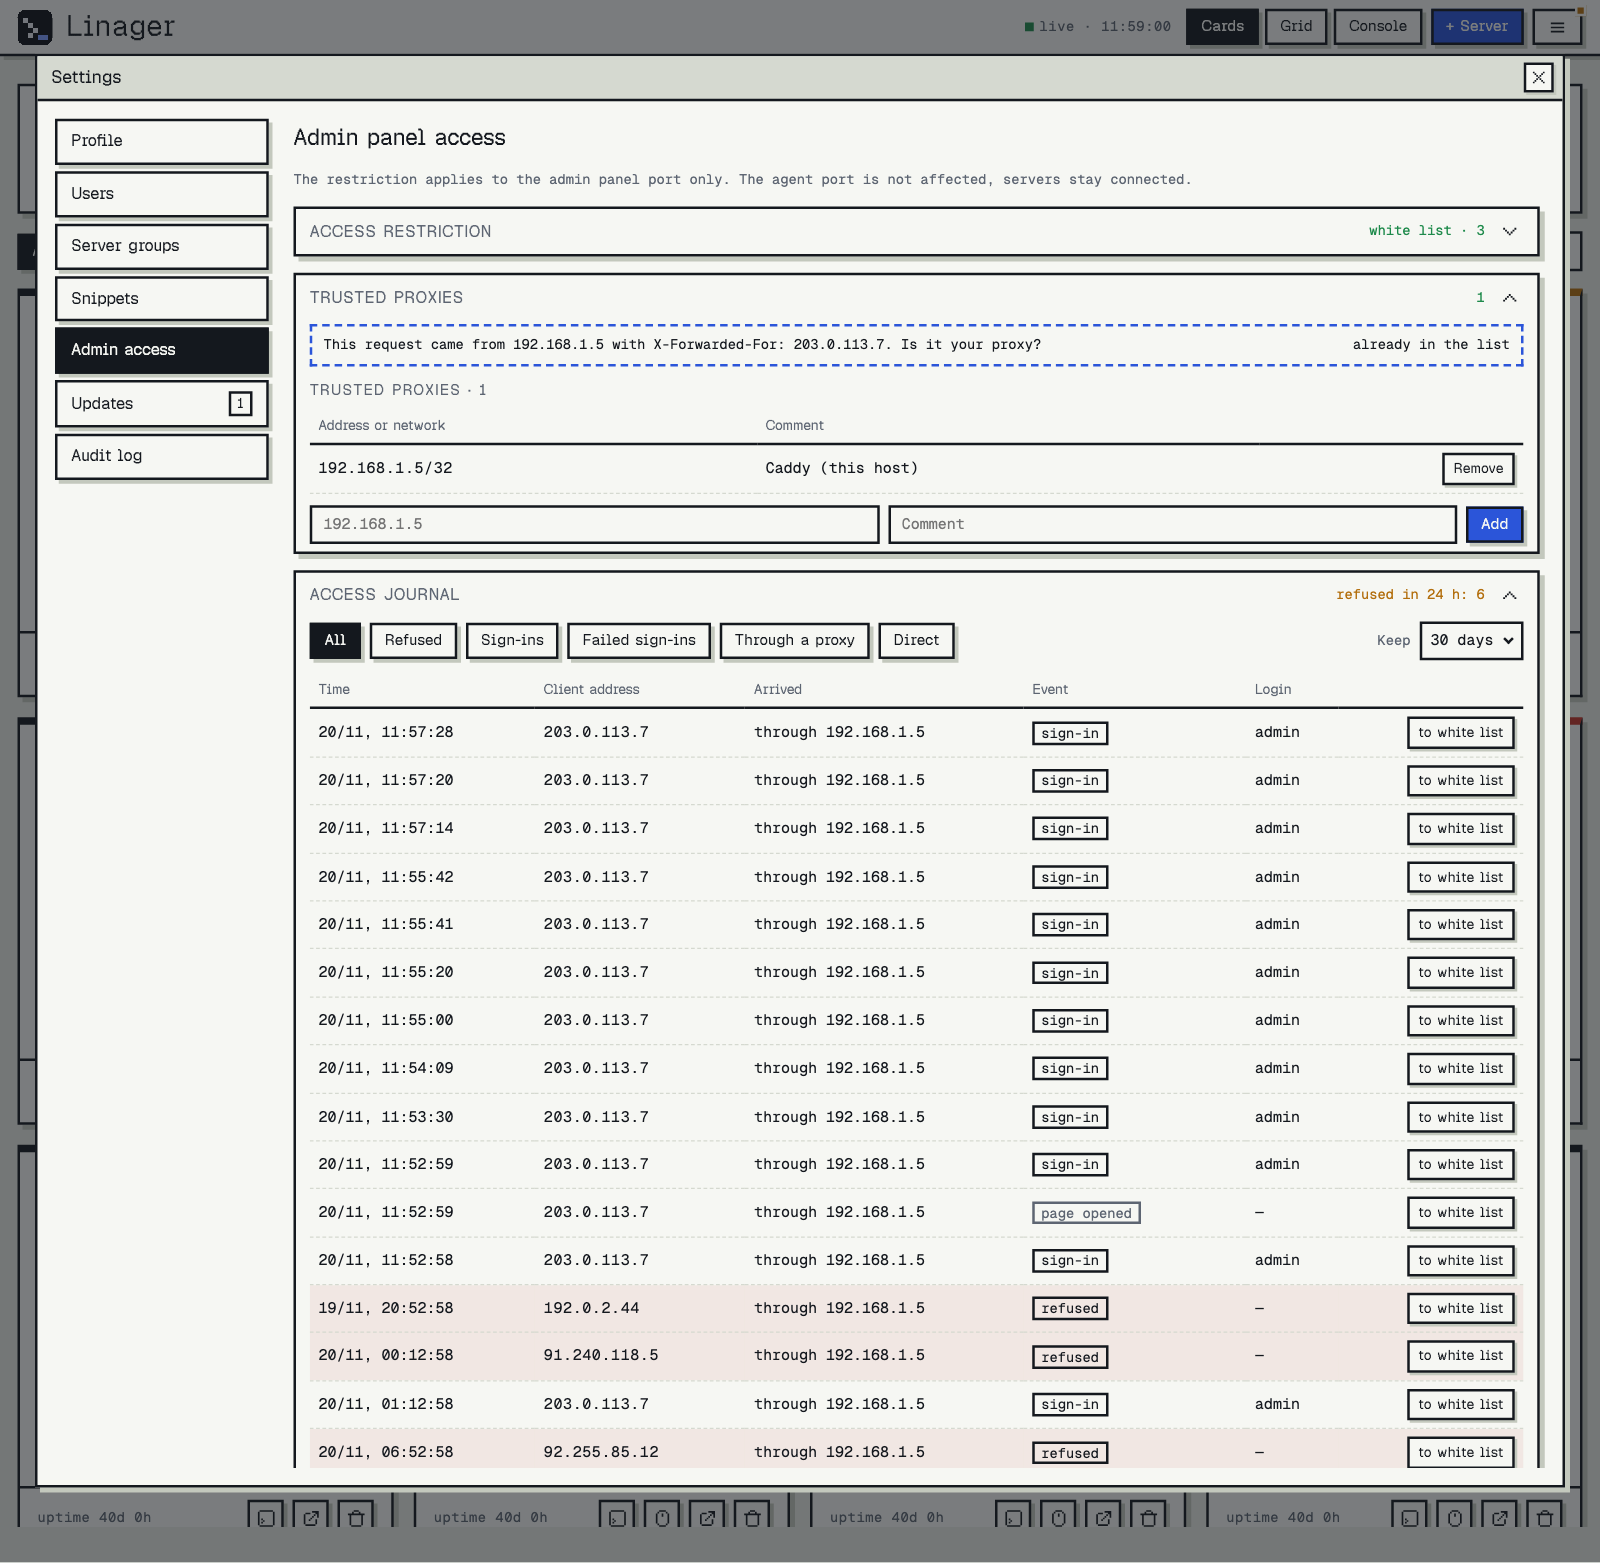 Linager
live · 11:59:00 Cards Grid Console + Server
Settings
Profile
Users
Server groups
Snippets
Admin access
Updates 1
Audit log
Admin panel access
The restriction applies to the admin panel port only. The agent port is not affected, servers stay connected.
ACCESS RESTRICTION white list · 3
TRUSTED PROXIES 1
This request came from 192.168.1.5 with X-Forwarded-For: 203.0.113.7. Is it your proxy? already in the list
TRUSTED PROXIES · 1
Address or network Comment
192.168.1.5/32 Caddy (this host) Remove
192.168.1.5 Comment Add
ACCESS JOURNAL refused in 24 h: 6
All Refused Sign-ins Failed sign-ins Through a proxy Direct Keep 30 days
Time Client address Arrived Event Login
20/11, 11:57:28 203.0.113.7 through 192.168.1.5 sign-in admin to white list
20/11, 11:57:20 203.0.113.7 through 192.168.1.5 sign-in admin to white list
20/11, 11:57:14 203.0.113.7 through 192.168.1.5 sign-in admin to white list
20/11, 11:55:42 203.0.113.7 through 192.168.1.5 sign-in admin to white list
20/11, 11:55:41 203.0.113.7 through 192.168.1.5 sign-in admin to white list
20/11, 11:55:20 203.0.113.7 through 192.168.1.5 sign-in admin to white list
20/11, 11:55:00 203.0.113.7 through 192.168.1.5 sign-in admin to white list
20/11, 11:54:09 203.0.113.7 through 192.168.1.5 sign-in admin to white list
20/11, 11:53:30 203.0.113.7 through 192.168.1.5 sign-in admin to white list
20/11, 11:52:59 203.0.113.7 through 192.168.1.5 sign-in admin to white list
20/11, 11:52:59 203.0.113.7 through 192.168.1.5 page opened — to white list
20/11, 11:52:58 203.0.113.7 through 192.168.1.5 sign-in admin to white list
19/11, 20:52:58 192.0.2.44 through 192.168.1.5 refused — to white list
20/11, 00:12:58 91.240.118.5 through 192.168.1.5 refused — to white list
20/11, 01:12:58 203.0.113.7 through 192.168.1.5 sign-in admin to white list
20/11, 06:52:58 92.255.85.12 through 192.168.1.5 refused — to white list
uptime 40d 0h uptime 40d 0h uptime 40d 0h uptime 40d 0h